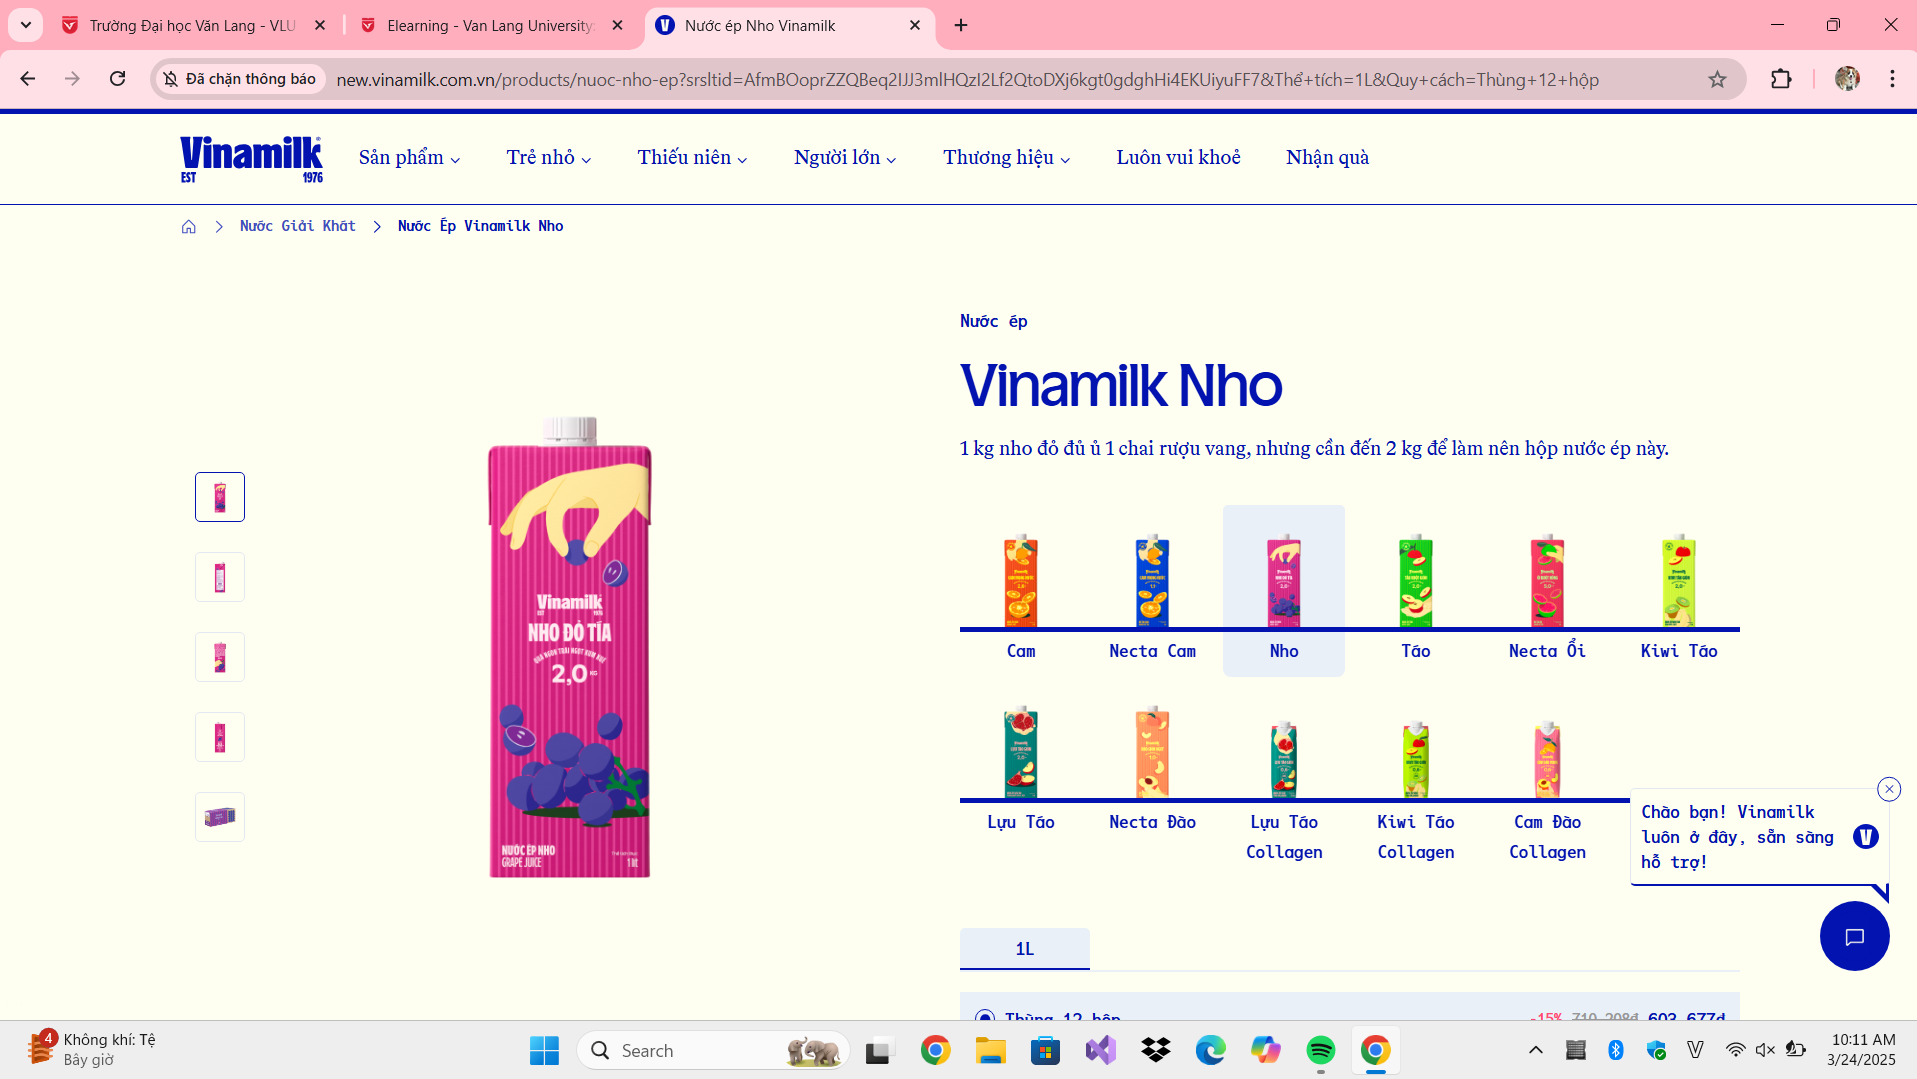 Trường Đại học Văn Lang - VLU
Elearning - Van Lang University:
Nước ép Nho Vinamilk
Đã chặn thông báo
new.vinamilk.com.vn/products/nuoc-nho-ep?srsltid=AfmBOoprZZQBeq2IJJ3mlHQzI2Lf2QtoDXj6kgt0gdghHi4EKUiyuFF7&Thể+tích=1L&Quy+cách=Thùng+12+hộp
Vinamilk
EST 1976
Sản phẩm
Trẻ nhỏ
Thiếu niên
Người lớn
Thương hiệu
Luôn vui khoẻ
Nhận quà
Nước Giải Khát
Nước Ép Vinamilk Nho
Nước ép
Vinamilk Nho
1 kg nho đỏ đủ ủ 1 chai rượu vang, nhưng cần đến 2 kg để làm nên hộp nước ép này.
Vinamilk
EST 1976
NHO ĐỎ TÍA
2,0 KG
NƯỚC ÉP NHO
GRAPE JUICE
1 lít
Cam
Necta Cam
Nho
Táo
Necta Ổi
Kiwi Táo
Lựu Táo
Necta Đào
Lựu Táo
Collagen
Kiwi Táo
Collagen
Cam Đào
Collagen
Chào bạn! Vinamilk
luôn ở đây, sẵn sàng
hỗ trợ!
1L
Thùng 12 hộp
-15% 710.208đ 603.677đ
4
Không khí: Tệ
Bây giờ
Search
10:11 AM
3/24/2025